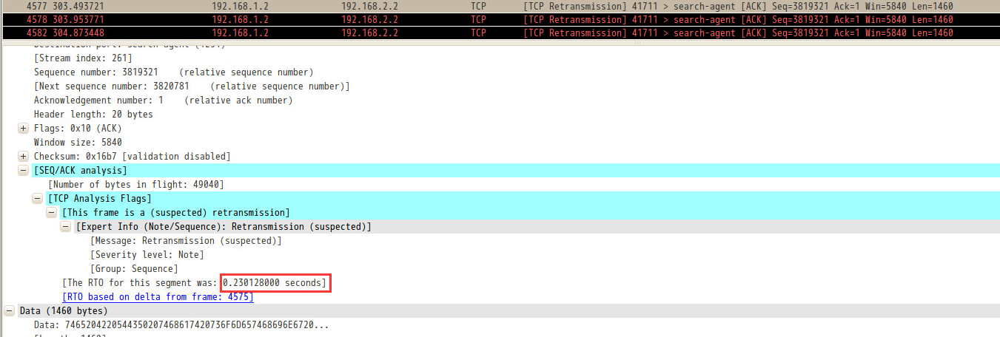 4577 303.493721 192.168.1.2 192.168.2.2 TCP [TCP Retransmission] 41711 > search-agent [ACK] Seq=3819321 Ack=1 Win=5840 Len=1460
4578 303.953771 192.168.1.2 192.168.2.2 TCP [TCP Retransmission] 41711 > search-agent [ACK] Seq=3819321 Ack=1 Win=5840 Len=1460
4582 304.873448 192.168.1.2 192.168.2.2 TCP [TCP Retransmission] 41711 > search-agent [ACK] Seq=3819321 Ack=1 Win=5840 Len=1460
Destination port: search-agent (1234)
[Stream index: 261]
Sequence number: 3819321 (relative sequence number)
[Next sequence number: 3820781 (relative sequence number)]
Acknowledgement number: 1 (relative ack number)
Header length: 20 bytes
Flags: 0x10 (ACK)
Window size: 5840
Checksum: 0x16b7 [validation disabled]
[SEQ/ACK analysis]
[Number of bytes in flight: 49040]
[TCP Analysis Flags]
[This frame is a (suspected) retransmission]
[Expert Info (Note/Sequence): Retransmission (suspected)]
[Message: Retransmission (suspected)]
[Severity level: Note]
[Group: Sequence]
[The RTO for this segment was: 0.230128000 seconds]
[RTO based on delta from frame: 4575]
Data (1460 bytes)
Data: 746520422054435020746861742073​6F6D657468696E6720...
[Length: 1460]